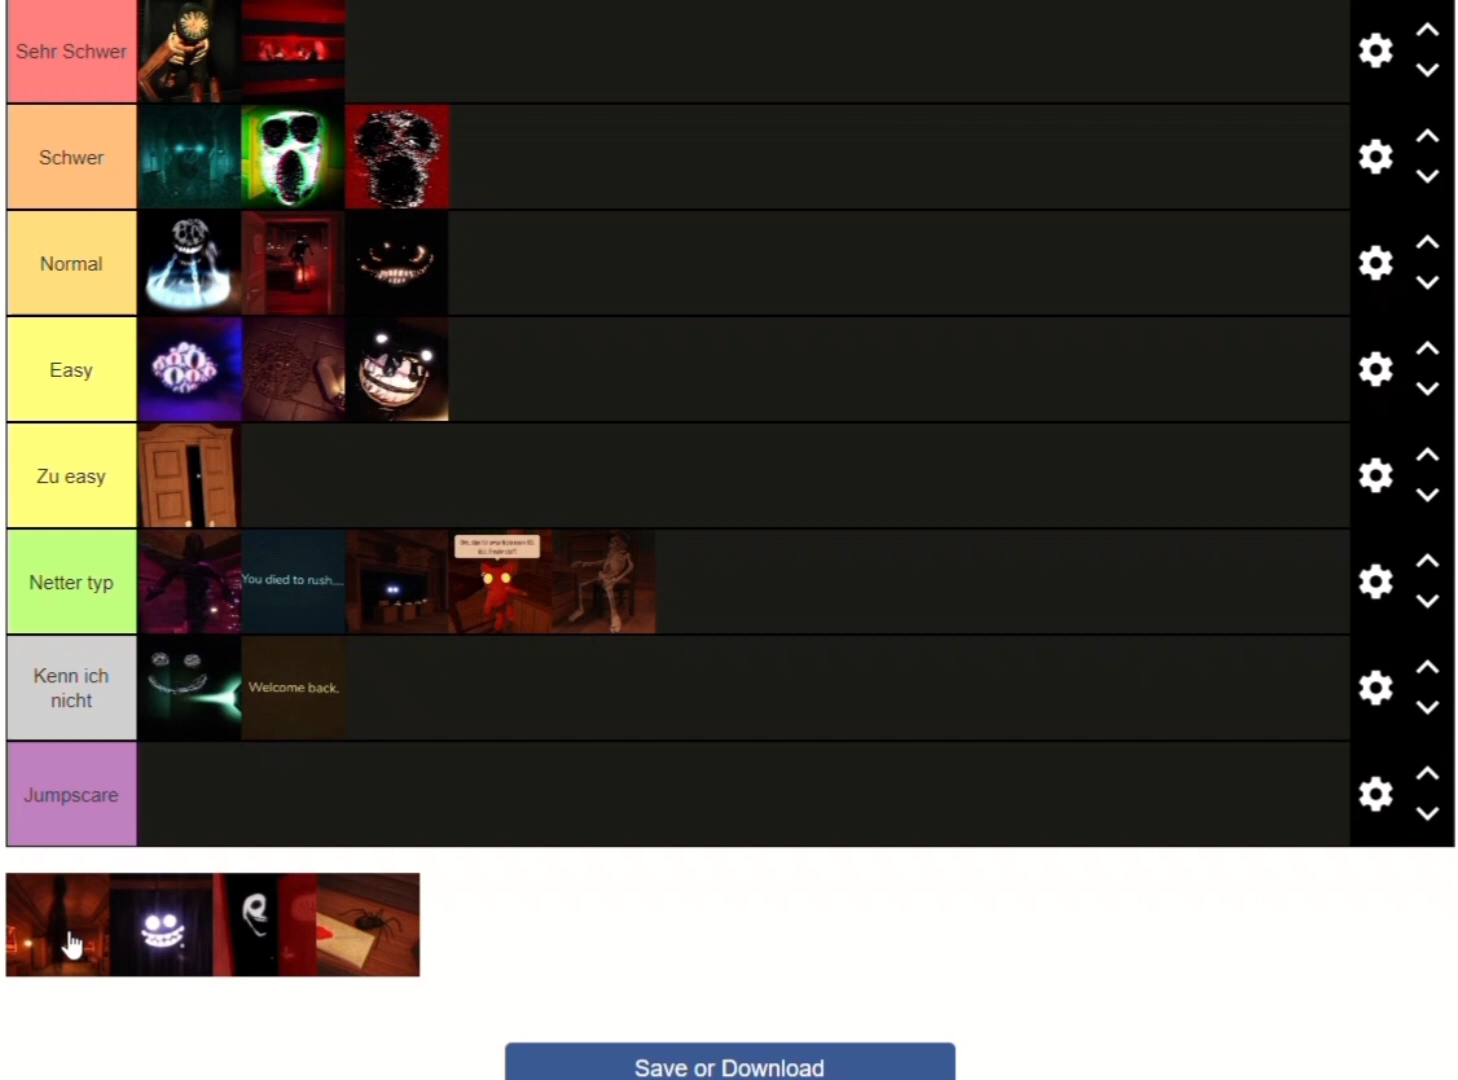 Sehr Schwer
Schwer
Normal
Easy
Zu easy
Netter typ
You died to rush....
Kenn ich
nicht
Welcome back.
Jumpscare
Save or Download